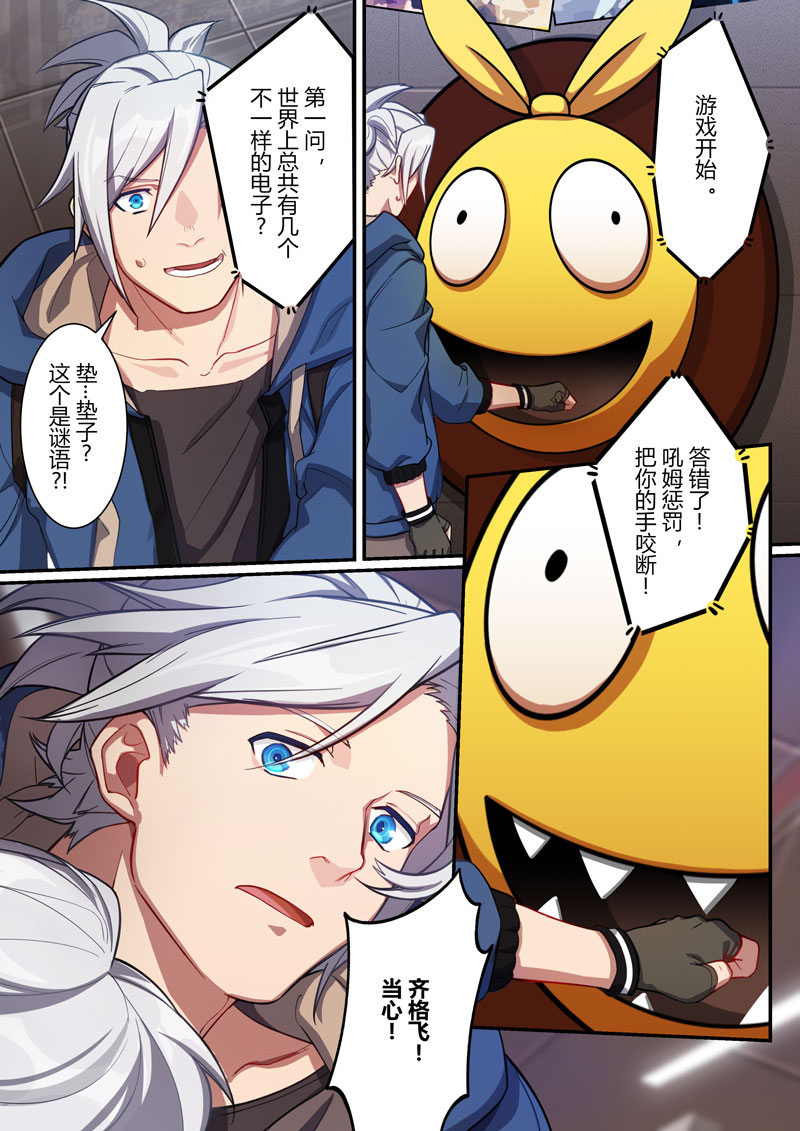 游戏开始。
第一问，
世界上总共有几个
不一样的电子？
垫…垫子？
这个是谜语?!
答错了！
吼姆惩罚，
把你的手咬断！
齐格飞！
当心！